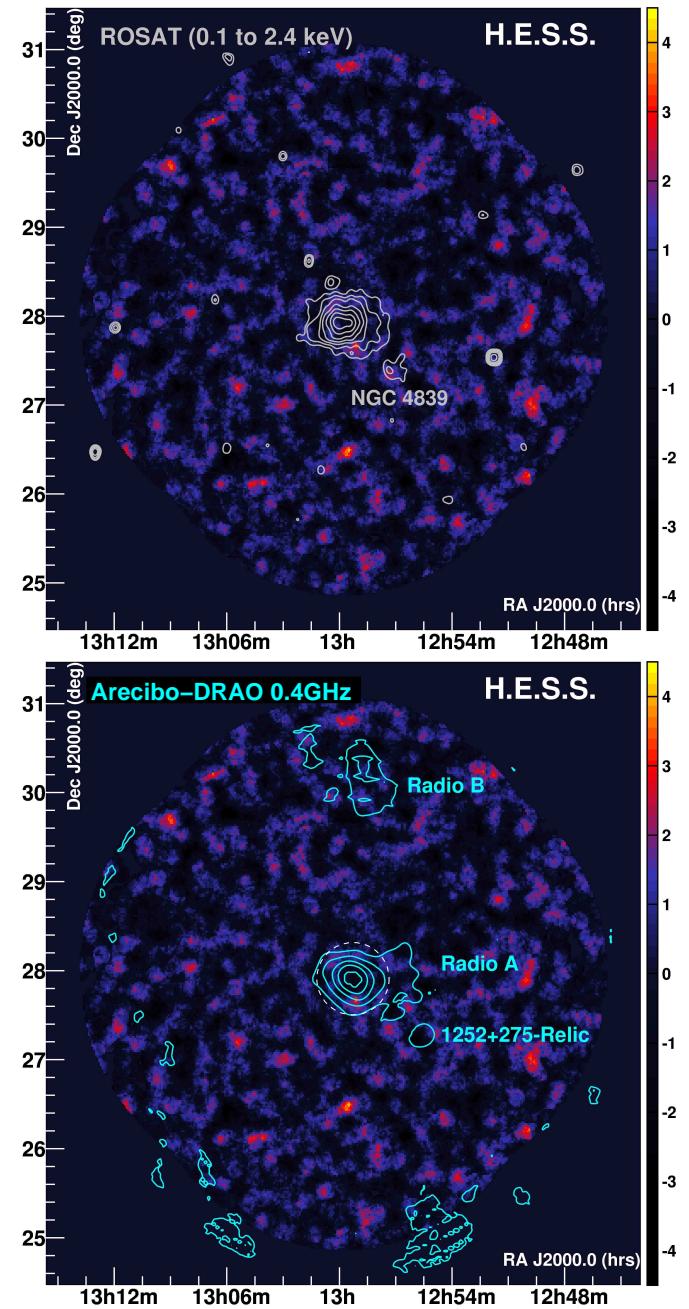 ROSAT (0.1 to 2.4 keV)
H.E.S.S.
Dec J2000.0 (deg)
31
30
29
28
27
26
25
4
3
2
1
0
-1
-2
-3
-4
NGC 4839
RA J2000.0 (hrs)
13h12m
13h06m
13h
12h54m
12h48m
Arecibo−DRAO 0.4GHz
H.E.S.S.
Dec J2000.0 (deg)
31
30
29
28
27
26
25
4
3
2
1
0
-1
-2
-3
-4
Radio B
Radio A
1252+275-Relic
RA J2000.0 (hrs)
13h12m
13h06m
13h
12h54m
12h48m